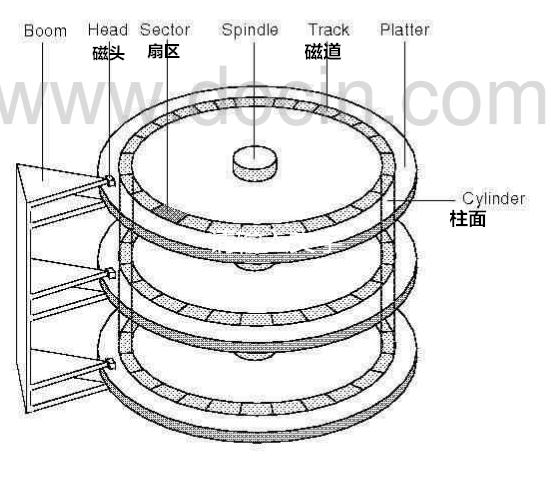 Boom Head Sector Spindle Track Platter
磁头 扇区 磁道
www.docin.com
Cylinder
柱面